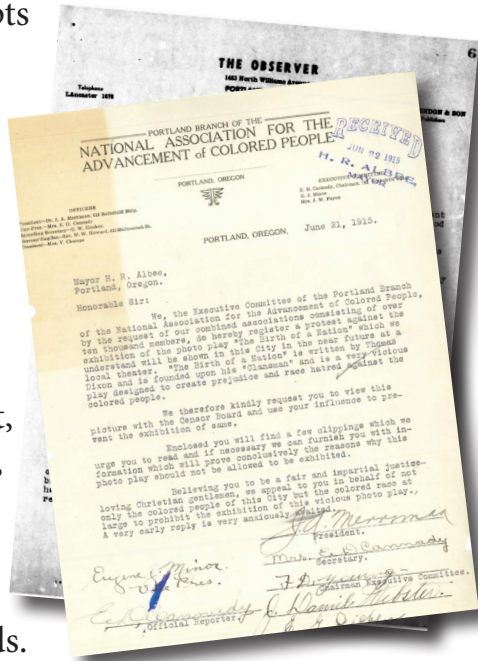 ots
6
THE OBSERVER
Telephone
LAncaster 1078
PORTLAND BRANCH OF THE
NATIONAL ASSOCIATION FOR THE
ADVANCEMENT of COLORED PEOPLE
RECEIVED
JUN 22 1915
H. R. ALBEE,
MAYOR
PORTLAND, OREGON
OFFICERS
PORTLAND, OREGON,
June 21, 1915.
Mayor H. R. Albee,
Portland, Oregon.
Honorable Sir:
We, the Executive Committee of the Portland Branch
of the National Association for the Advancement of Colored People,
by the request of our combined associations consisting of over
ten thousand members, do hereby register a protest against the
exhibition of the photo play "The Birth of a Nation" which we
understand will be shown in this City in the near future at a
local theater. "The Birth of a Nation" is written by Thomas
Dixon and is founded upon his "Clansman" and is a very vicious
play designed to create prejudice and race hatred against the
colored people.
We therefore kindly request you to view this
picture with the Censor Board and use your influence to pre-
vent the exhibition of same.
Enclosed you will find a few clippings which we
urge you to read and if necessary we can furnish you with in-
formation which will prove conclusively the reasons why this
photo play should not be allowed to be exhibited.
Believing you to be a fair and impartial justice-
loving Christian gentlemen, we appeal to you in behalf of not
only the colored people of this City but the colored race at
large to prohibit the exhibition of this vicious photo play.,
A very early reply is very anxiously awaited.
J.A. Merriman
President.
Mrs. E. D. Cannady
Secretary.
Eugene Minor
Vice Pres.
Chairman Executive Committee.
E. D. Cannady
Official Reporter.
J. Daniels Webster.
t,
,
ds.